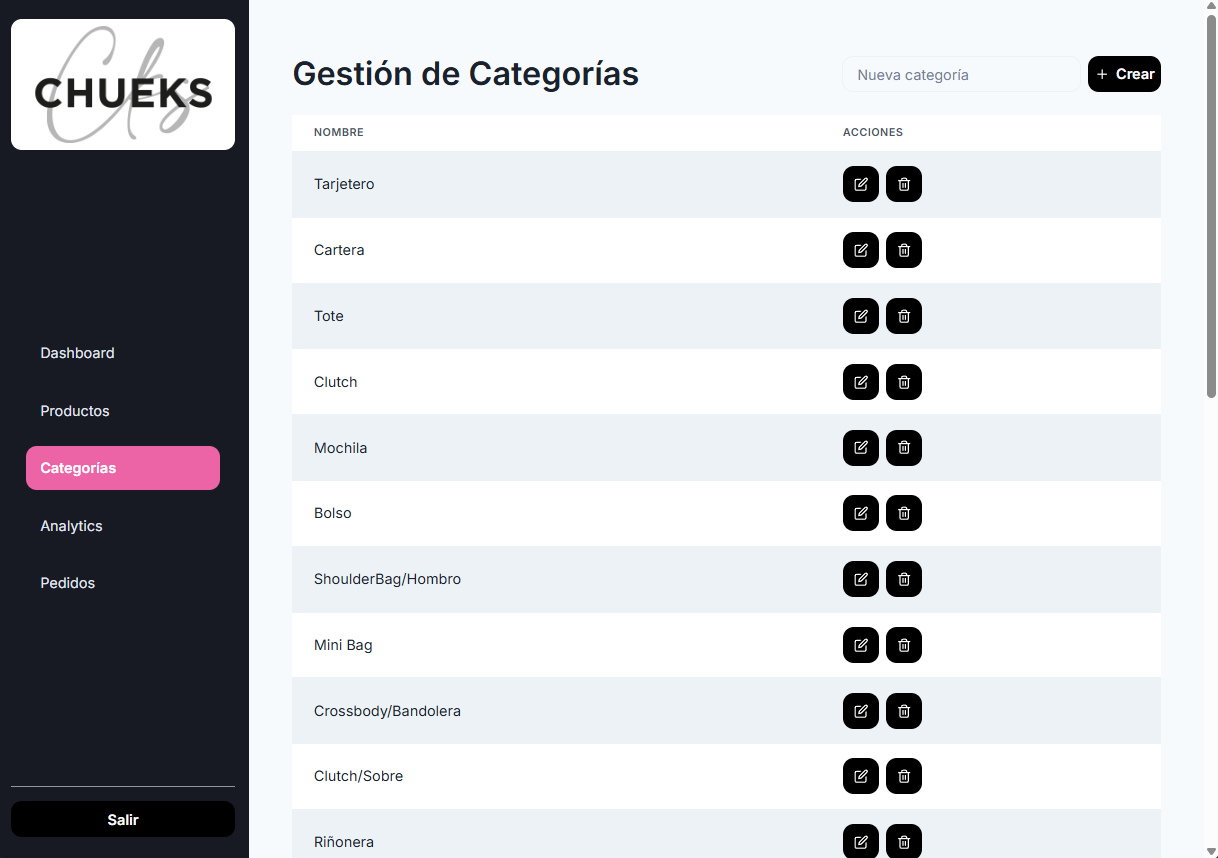 CHUEKS
Cks
Dashboard
Productos
Categorías
Analytics
Pedidos
Salir
Gestión de Categorías
Nueva categoría
+ Crear
NOMBRE ACCIONES
Tarjetero
Cartera
Tote
Clutch
Mochila
Bolso
ShoulderBag/Hombro
Mini Bag
Crossbody/Bandolera
Clutch/Sobre
Riñonera